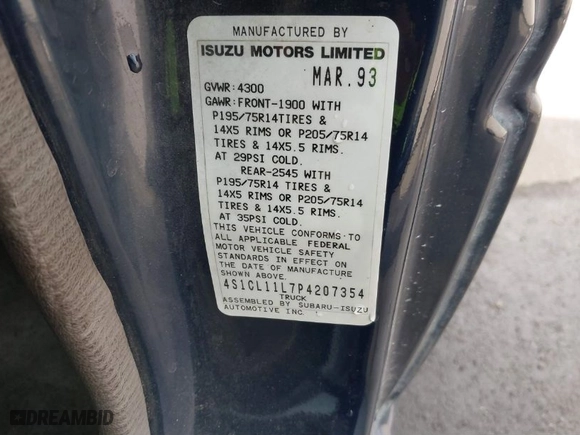 MANUFACTURED BY
ISUZU MOTORS LIMITED
MAR.93
GVWR:4300
GAWR:FRONT-1900 WITH
P195/75R14TIRES &
14X5 RIMS OR P205/75R14
TIRES & 14X5.5 RIMS.
AT 29PSI COLD.
REAR-2545 WITH
P195/75R14 TIRES &
14X5 RIMS OR P205/75R14
TIRES & 14X5.5 RIMS.
AT 35PSI COLD.
THIS VEHICLE CONFORMS TO
ALL APPLICABLE FEDERAL
MOTOR VEHICLE SAFETY
STANDARDS IN EFFECT ON
THE DATE OF MANUFACTURE
SHOWN ABOVE.
4S1CL11L7P4207354
TRUCK
ASSEMBLED BY SUBARU-ISUZU
AUTOMOTIVE INC.
DREAMBID